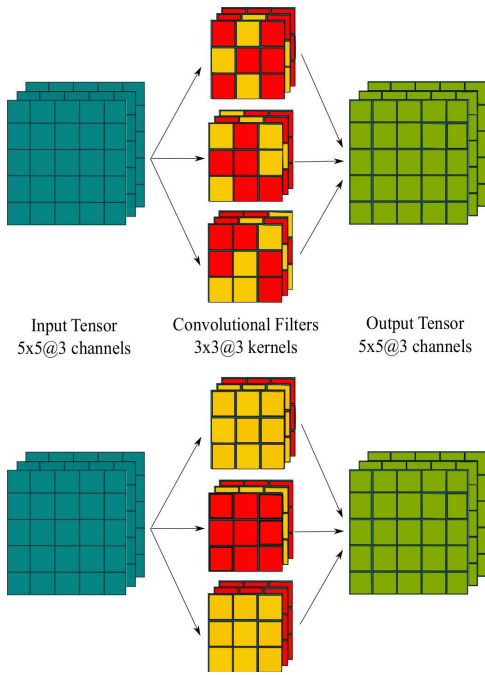 Input Tensor
5x5@3 channels
Convolutional Filters
3x3@3 kernels
Output Tensor
5x5@3 channels